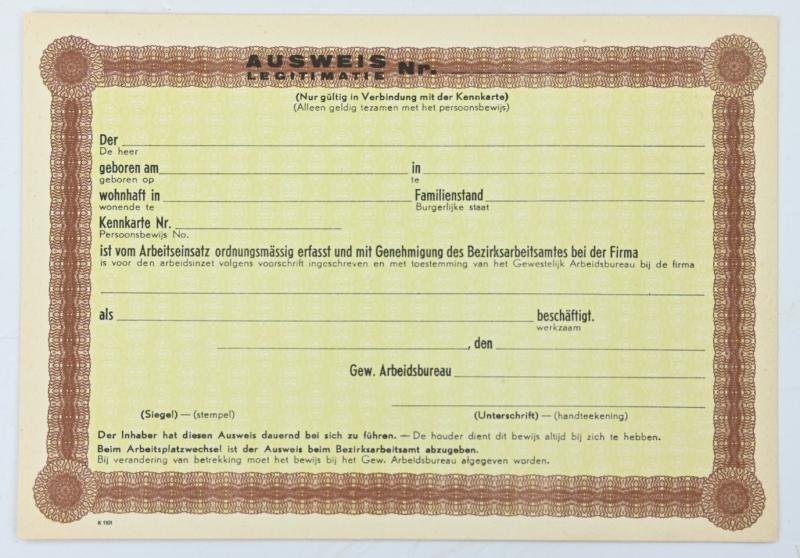 AUSWEIS Nr.
LEGITIMATIE
(Nur gültig in Verbindung mit der Kennkarte)
(Alleen geldig tezamen met het persoonsbewijs)
Der
De heer
geboren am in
geboren op te
wohnhaft in Familienstand
wonende te Burgerlijke staat
Kennkarte Nr.
Persoonsbewijs No.
ist vom Arbeitseinsatz ordnungsmässig erfasst und mit Genehmigung des Bezirksarbeitsamtes bei der Firma
is voor den arbeidsinzet volgens voorschrift ingeschreven en met toestemming van het Gewestelijk Arbeidsbureau bij de firma
als beschäftigt.
werkzaam
, den
Gew. Arbeidsbureau
(Siegel) — (stempel) (Unterschrift) — (handteekening)
Der Inhaber hat diesen Ausweis dauernd bei sich zu führen. — De houder dient dit bewijs altijd bij zich te hebben.
Beim Arbeitsplatzwechsel ist der Ausweis beim Bezirksarbeitsamt abzugeben.
Bij verandering van betrekking moet het bewijs bij het Gew. Arbeidsbureau afgegeven worden.
K 1101